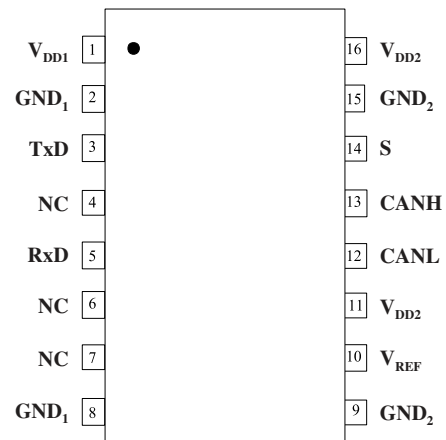 V_DD1 1 16 V_DD2
GND_1 2 15 GND_2
TxD 3 14 S
NC 4 13 CANH
RxD 5 12 CANL
NC 6 11 V_DD2
NC 7 10 V_REF
GND_1 8 9 GND_2